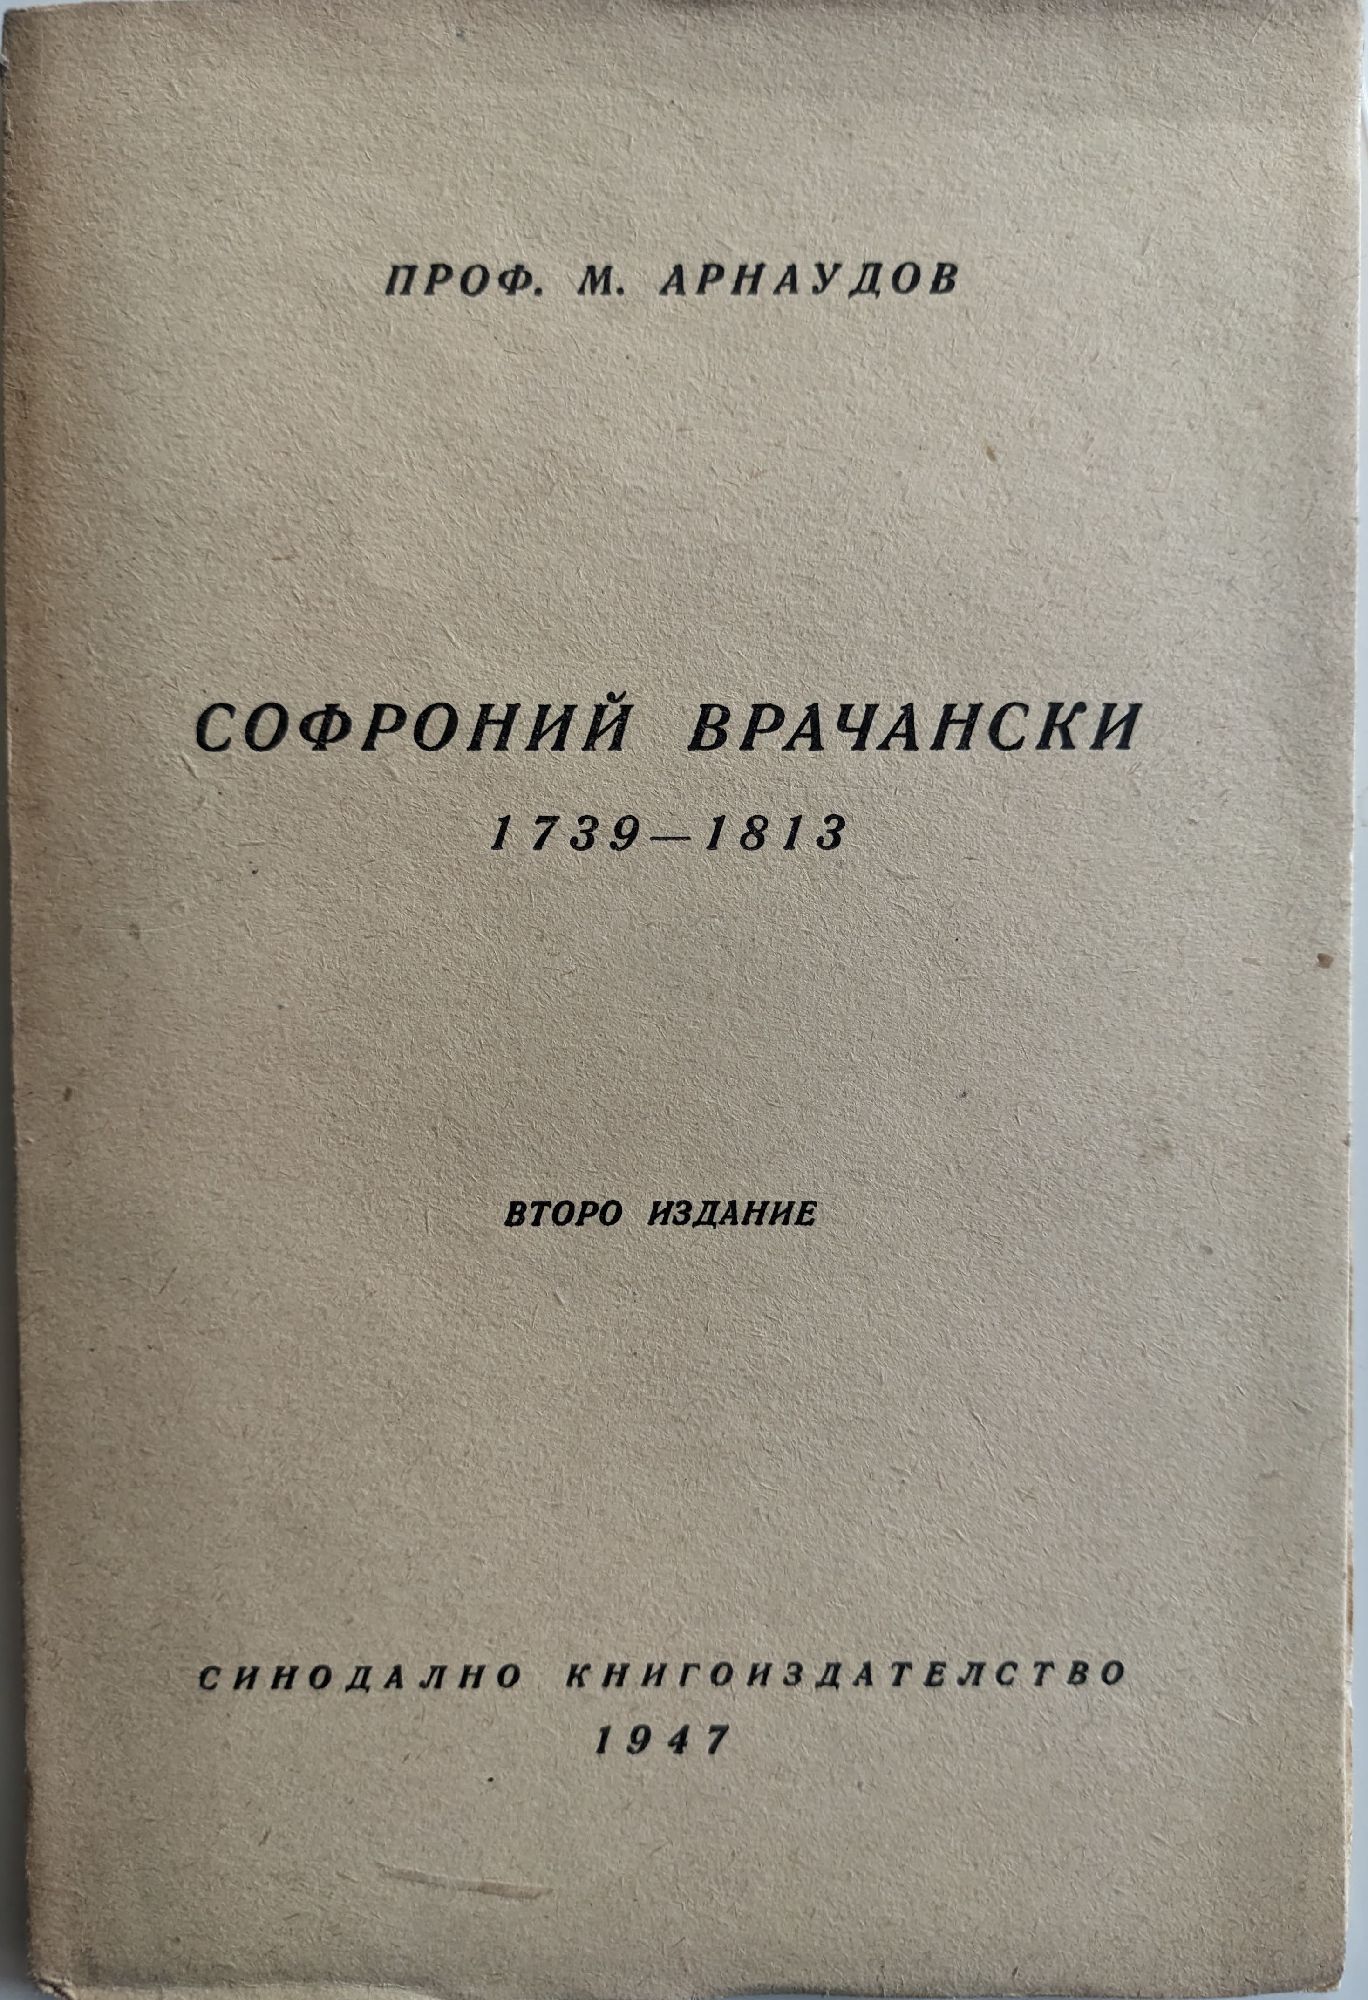 ПРОФ. М. АРНАУДОВ
СОФРОНИЙ ВРАЧАНСКИ
1739—1813
ВТОРО ИЗДАНИЕ
СИНОДАЛНО КНИГОИЗДАТЕЛСТВО
1947